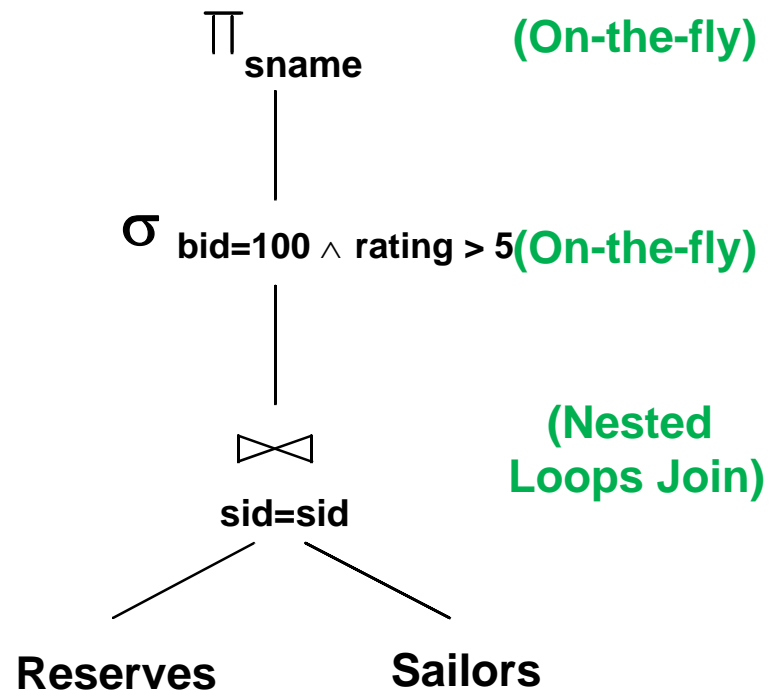 π sname (On-the-fly)
σ bid=100 ∧ rating > 5 (On-the-fly)
⋈ (Nested
Loops Join)
sid=sid
Reserves Sailors